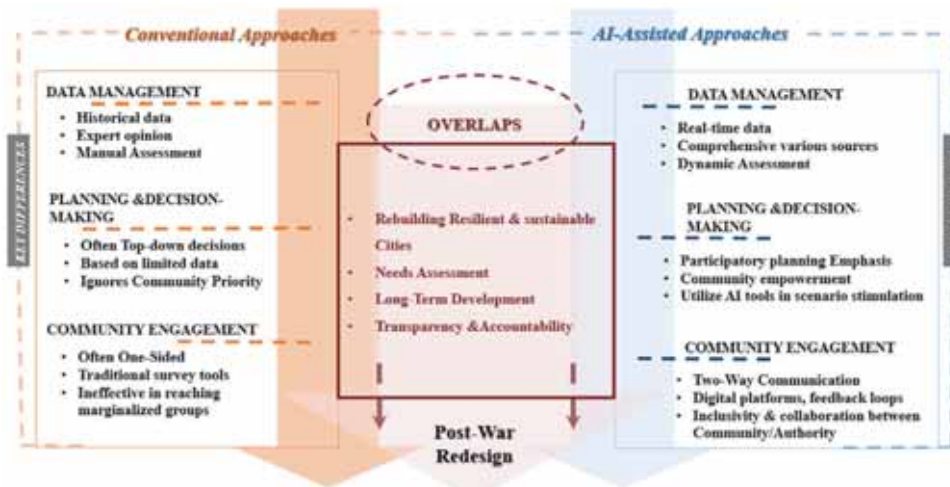 Conventional Approaches
AI-Assisted Approaches
KEY DIFFERENCES
DATA MANAGEMENT
• Historical data
• Expert opinion
• Manual Assessment
PLANNING &DECISION-
MAKING
• Often Top-down decisions
• Based on limited data
• Ignores Community Priority
COMMUNITY ENGAGEMENT
• Often One-Sided
• Traditional survey tools
• Ineffective in reaching
marginalized groups
OVERLAPS
• Rebuilding Resilient & sustainable
Cities
• Needs Assessment
• Long-Term Development
• Transparency &Accountability
Post-War
Redesign
DATA MANAGEMENT
• Real-time data
• Comprehensive various sources
• Dynamic Assessment
PLANNING &DECISION-
MAKING
• Participatory planning Emphasis
• Community empowerment
• Utilize AI tools in scenario stimulation
COMMUNITY ENGAGEMENT
• Two-Way Communication
• Digital platforms, feedback loops
• Inclusivity & collaboration between
Community/Authority